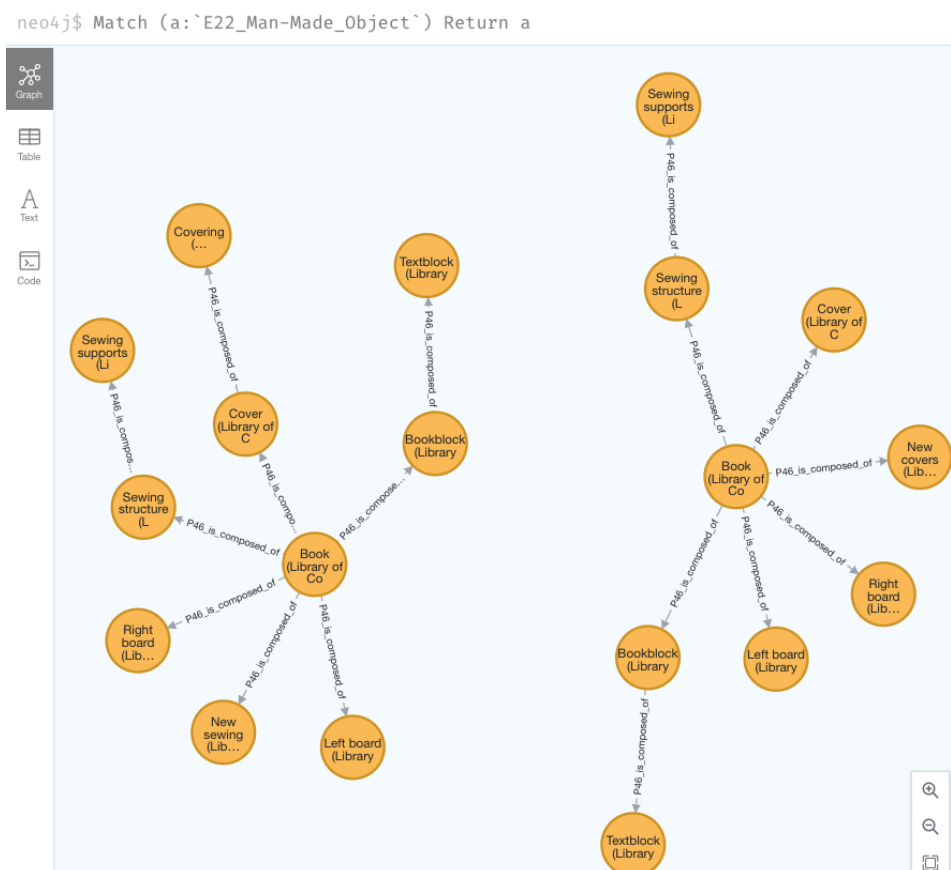 neo4j$ Match (a:`E22_Man-Made_Object`) Return a
Graph
Table
Text
Code
Sewing
supports
(Li
P46_is_composed_of
Sewing
structure
(L
P46_is_composed_of
Cover
(Library of
C
P46_is_composed_of
Book
(Library of
Co
P46_is_composed_of
New
covers
(Lib...
P46_is_composed_of
Right
board
(Lib...
P46_is_composed_of
Left board
(Library
P46_is_composed_of
Bookblock
(Library
P46_is_composed_of
Textblock
(Library
Covering
(...
P46_is_composed_of
Cover
(Library of
C
P46_is_compo...
Textblock
(Library
P46_is_composed_of
Bookblock
(Library
P46_is_compose...
Sewing
supports
(Li
P46_is_compos...
Sewing
structure
(L
P46_is_composed_of
Book
(Library of
Co
P46_is_composed_of
Right
board
(Lib...
P46_is_composed_of
New
sewing
(Lib...
P46_is_composed_of
Left board
(Library